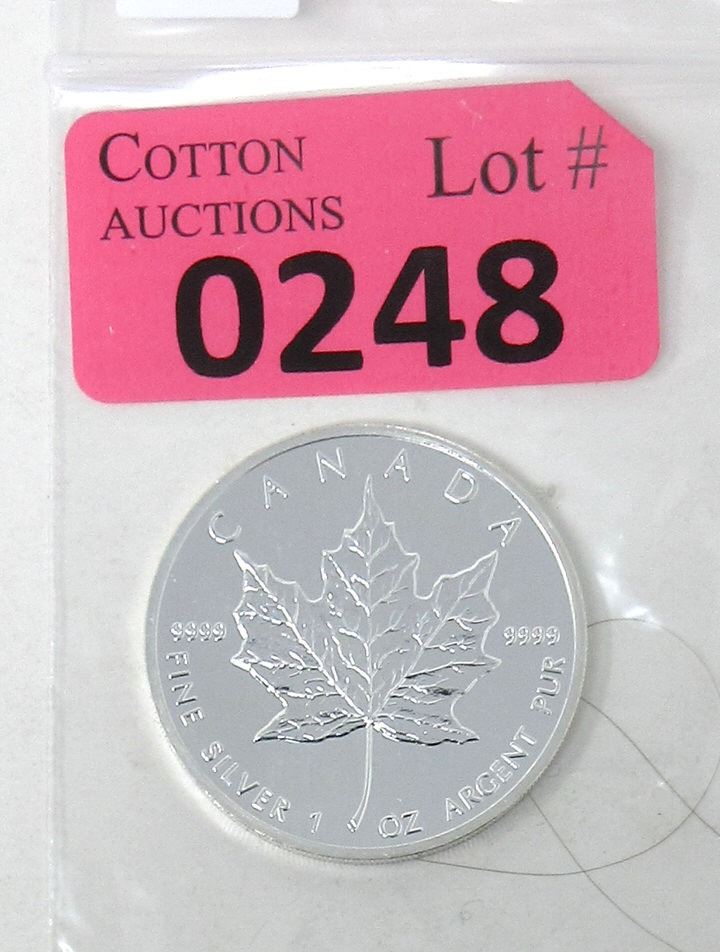 COTTON
AUCTIONS
Lot #
0248
CANADA
9999
9999
FINE SILVER 1 OZ ARGENT PUR